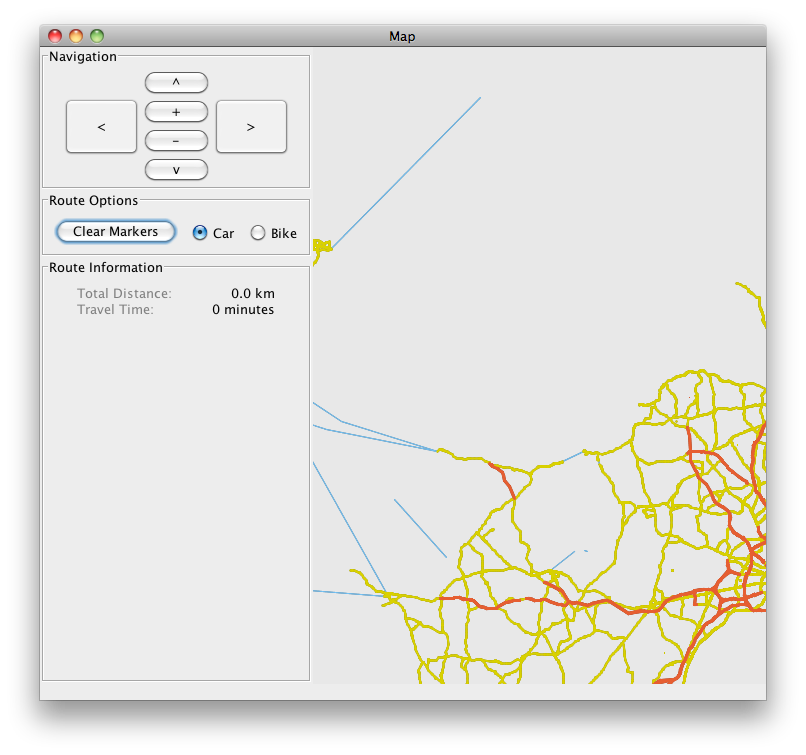 Map
Navigation
^
+
< >
−
v
Route Options
Clear Markers Car Bike
Route Information
Total Distance: 0.0 km
Travel Time: 0 minutes